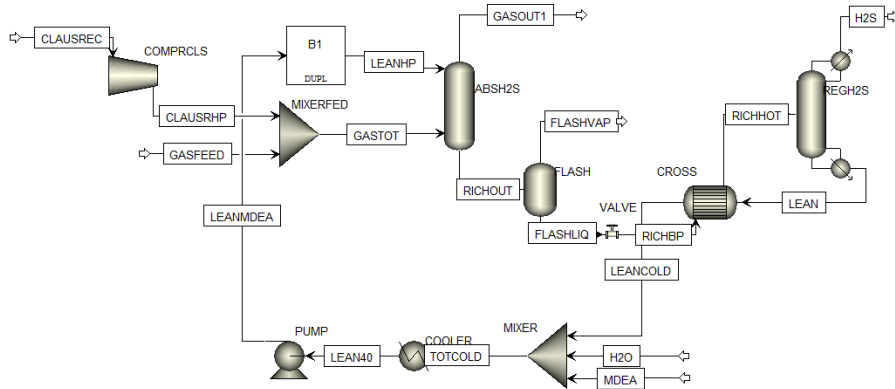 H2S
GASOUT1
CLAUSREC
B1
COMPRCLS
LEANHP
DUPL
ABSH2S
REGH2S
MIXERFED
CLAUSRHP
RICHHOT
FLASHVAP
GASTOT
GASFEED
FLASH
CROSS
RICHOUT
LEANMDEA
VALVE
LEAN
FLASHLIQ
RICHBP
LEANCOLD
PUMP
COOLER
MIXER
LEAN40
TOTCOLD
H2O
MDEA